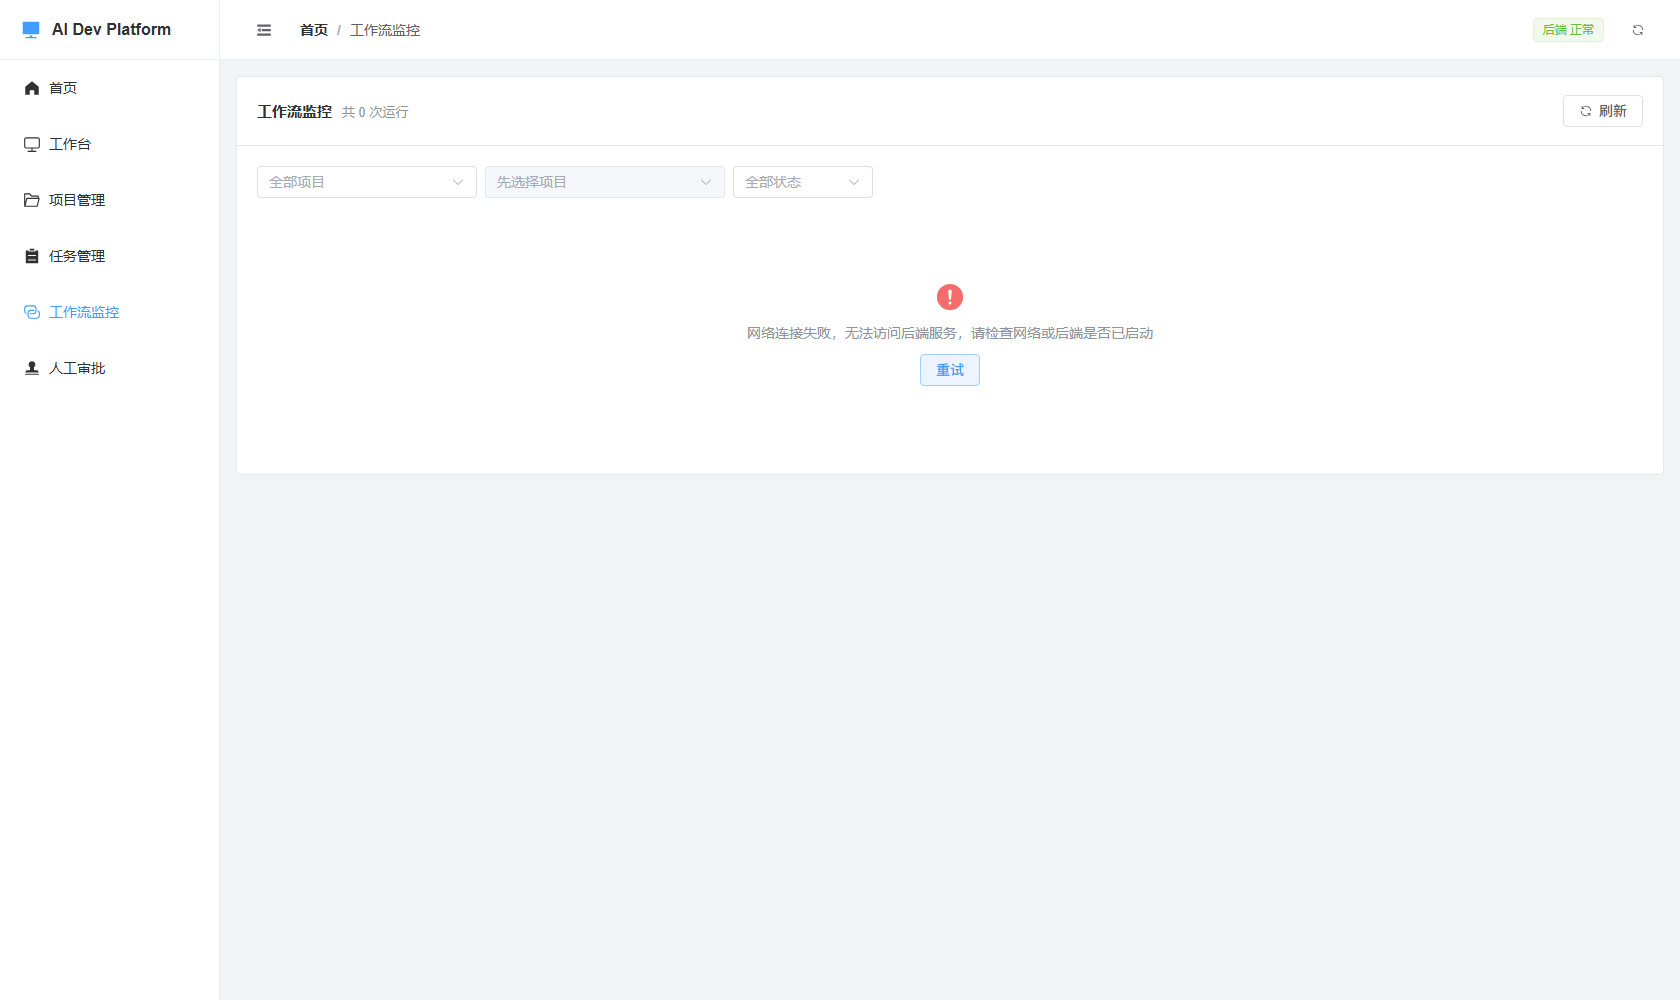 AI Dev Platform
首页 / 工作流监控
后端 正常
首页
工作台
项目管理
任务管理
工作流监控
人工审批
工作流监控 共 0 次运行
刷新
全部项目
先选择项目
全部状态
网络连接失败，无法访问后端服务，请检查网络或后端是否已启动
重试